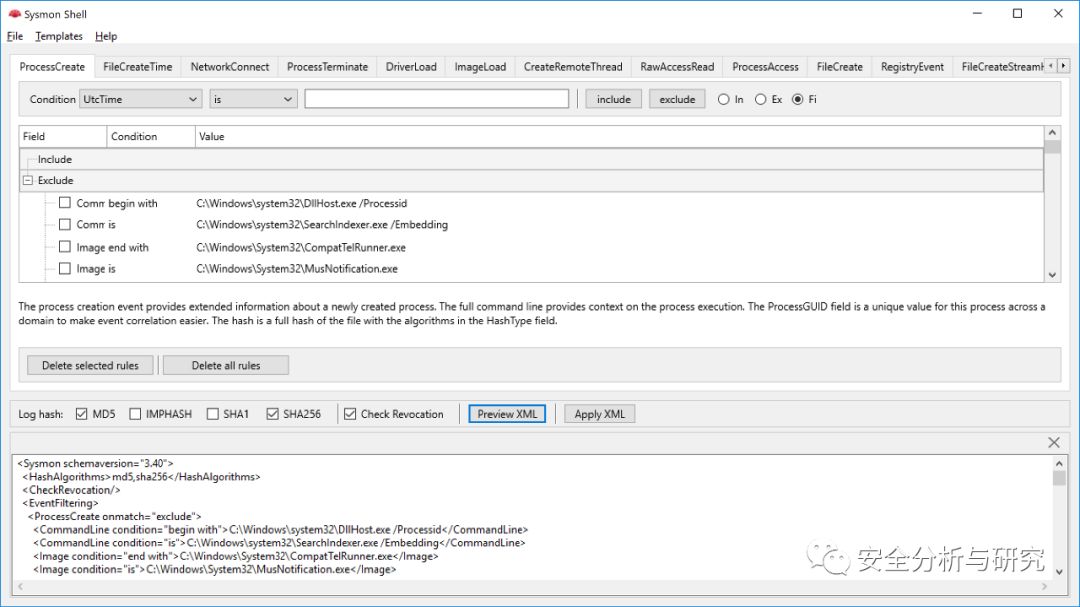 Sysmon Shell
File Templates Help
ProcessCreate FileCreateTime NetworkConnect ProcessTerminate DriverLoad ImageLoad CreateRemoteThread RawAccessRead ProcessAccess FileCreate RegistryEvent FileCreateStreamH
Condition UtcTime is include exclude In Ex Fi
Field Condition Value
Include
Exclude
Comm begin with C:\Windows\system32\DllHost.exe /Processid
Comm is C:\Windows\system32\SearchIndexer.exe /Embedding
Image end with C:\Windows\System32\CompatTelRunner.exe
Image is C:\Windows\System32\MusNotification.exe
The process creation event provides extended information about a newly created process. The full command line provides context on the process execution. The ProcessGUID field is a unique value for this process across a
domain to make event correlation easier. The hash is a full hash of the file with the algorithms in the HashType field.
Delete selected rules Delete all rules
Log hash: MD5 IMPHASH SHA1 SHA256 Check Revocation Preview XML Apply XML
<Sysmon schemaversion="3.40">
<HashAlgorithms>md5,sha256</HashAlgorithms>
<CheckRevocation/>
<EventFiltering>
<ProcessCreate onmatch="exclude">
<CommandLine condition="begin with">C:\Windows\system32\DllHost.exe /Processid</CommandLine>
<CommandLine condition="is">C:\Windows\system32\SearchIndexer.exe /Embedding</CommandLine>
<Image condition="end with">C:\Windows\System32\CompatTelRunner.exe</Image>
<Image condition="is">C:\Windows\System32\MusNotification.exe</Image>
安全分析与研究